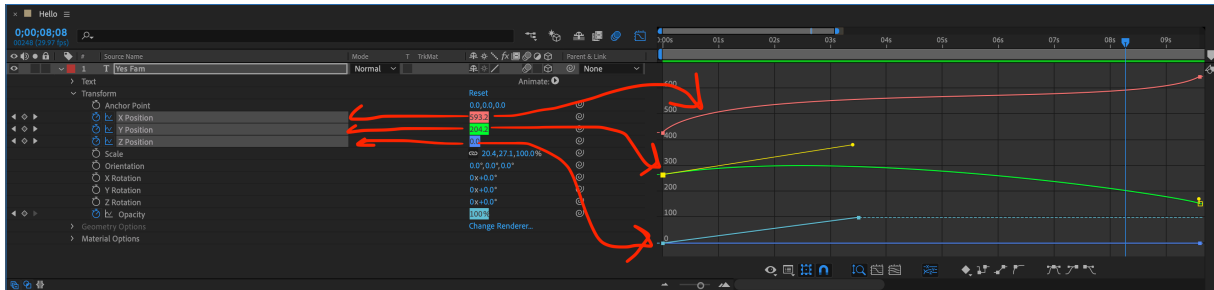 × Hello ≡
0;00;08;08
00248 (29.97 fps)
# Source Name Mode T TrkMat Parent & Link
1 T Yes Fam Normal None
Text Animate:
Transform Reset
Anchor Point 0.0,0.0,0.0
X Position 593.2
Y Position 204.2
Z Position 0.0
Scale 20.4,27.1,100.0%
Orientation 0.0°,0.0°,0.0°
X Rotation 0x+0.0°
Y Rotation 0x+0.0°
Z Rotation 0x+0.0°
Opacity 100%
Geometry Options Change Renderer...
Material Options
:00s 01s 02s 03s 04s 05s 06s 07s 08s 09s
600
500
400
300
200
100
0